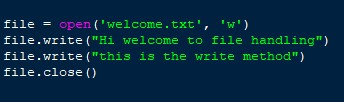 file = open('welcome.txt', 'w')
file.write("Hi welcome to file handling")
file.write("this is the write method")
file.close()